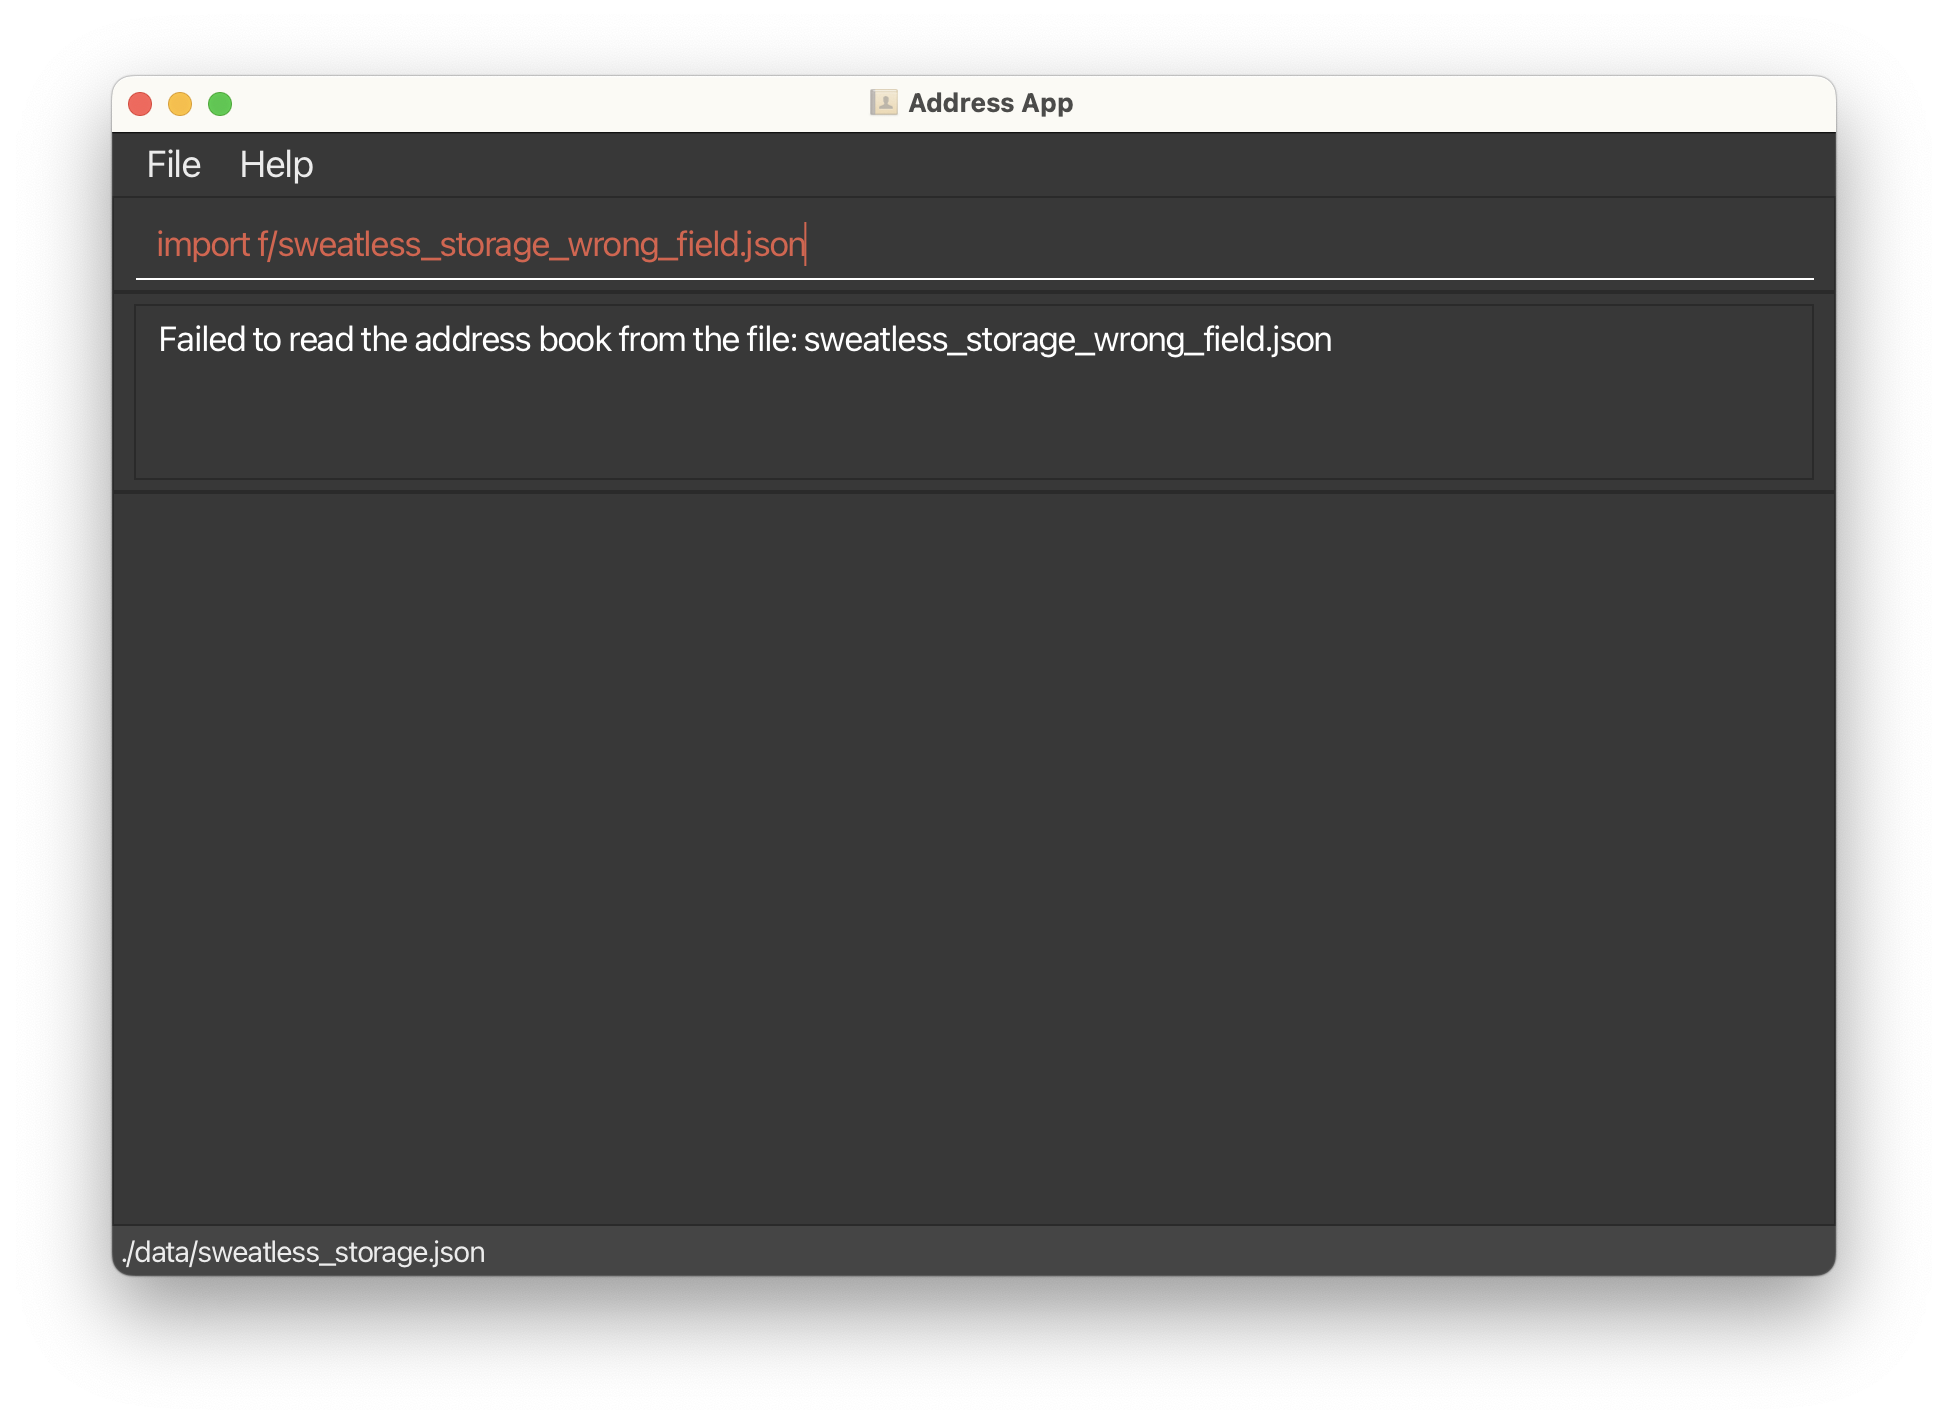 Address App
File Help
import f/sweatless_storage_wrong_field.json
Failed to read the address book from the file: sweatless_storage_wrong_field.json
./data/sweatless_storage.json